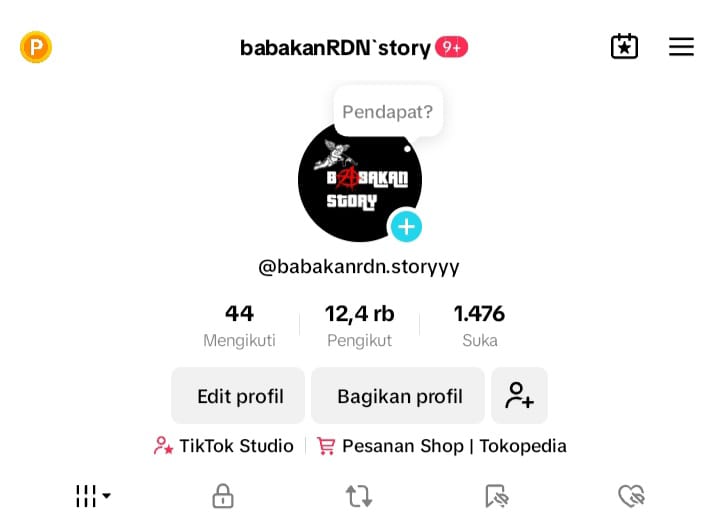 P
babakanRDN`story 9+
Pendapat?
BABAKAN
STORY
@babakanrdn.storyyy
44 12,4 rb 1.476
Mengikuti Pengikut Suka
Edit profil Bagikan profil
TikTok Studio Pesanan Shop | Tokopedia